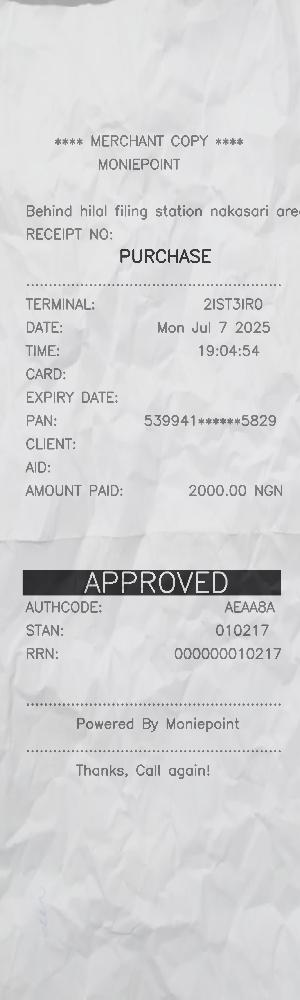 **** MERCHANT COPY ****
MONIEPOINT
Behind hilal filing station nakasari are
RECEIPT NO:
PURCHASE
TERMINAL: 2IST3IR0
DATE: Mon Jul 7 2025
TIME: 19:04:54
CARD:
EXPIRY DATE:
PAN: 539941******5829
CLIENT:
AID:
AMOUNT PAID: 2000.00 NGN
APPROVED
AUTHCODE: AEAA8A
STAN: 010217
RRN: 000000010217
Powered By Moniepoint
Thanks, Call again!